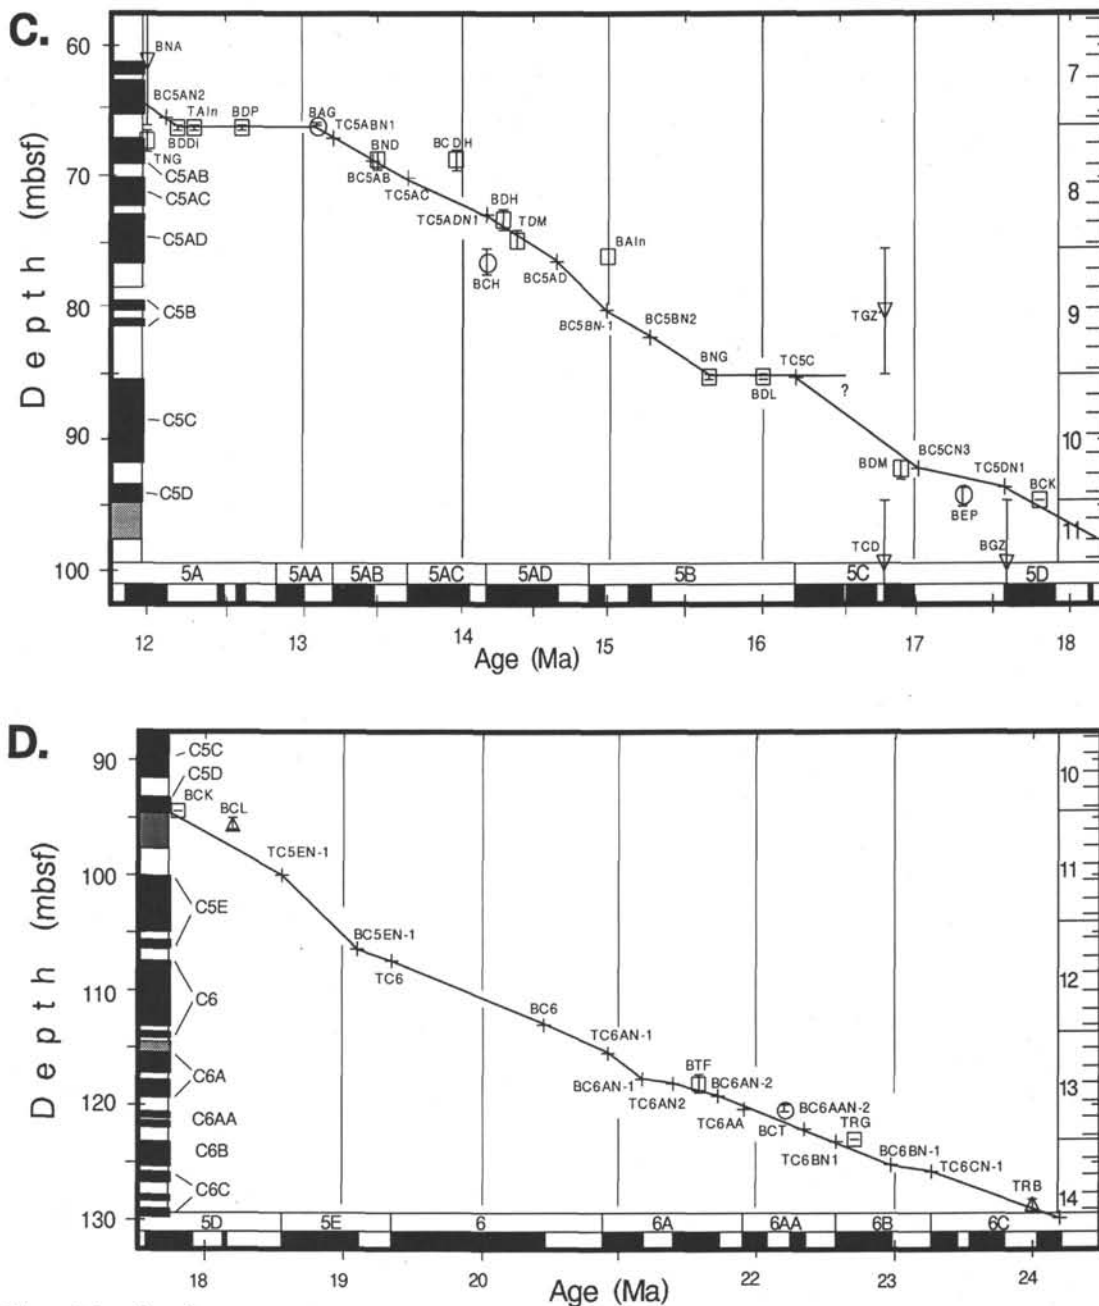 C.
Depth (mbsf)
60
70
80
90
100
BNA
BC5AN2
TAIn
BDP
BAG
TC5ABN1
BDDi
TNG
BND
BCDH
BC5AB
TC5AC
C5AB
C5AC
C5AD
C5B
C5C
C5D
BDH
TC5ADN1
TDM
BCH
BC5AD
BAIn
BC5BN-1
BC5BN2
BNG
BDL
TC5C
?
TGZ
BC5CN3
BDM
TC5DN1
BEP
BCK
TCD
BGZ
7
8
9
10
11
5A
5AA
5AB
5AC
5AD
5B
5C
5D
12
13
14
15
16
17
18
Age (Ma)
D.
Depth (mbsf)
90
100
110
120
130
C5C
C5D
BCK
BCL
TC5EN-1
C5E
BC5EN-1
TC6
C6
BC6
TC6AN-1
C6A
BC6AN-1
TC6AN2
BTF
BC6AN-2
TC6AA
C6AA
BCT
BC6AAN-2
TRG
TC6BN1
C6B
BC6BN-1
TC6CN-1
C6C
TRB
10
11
12
13
14
5D
5E
6
6A
6AA
6B
6C
18
19
20
21
22
23
24
Age (Ma)